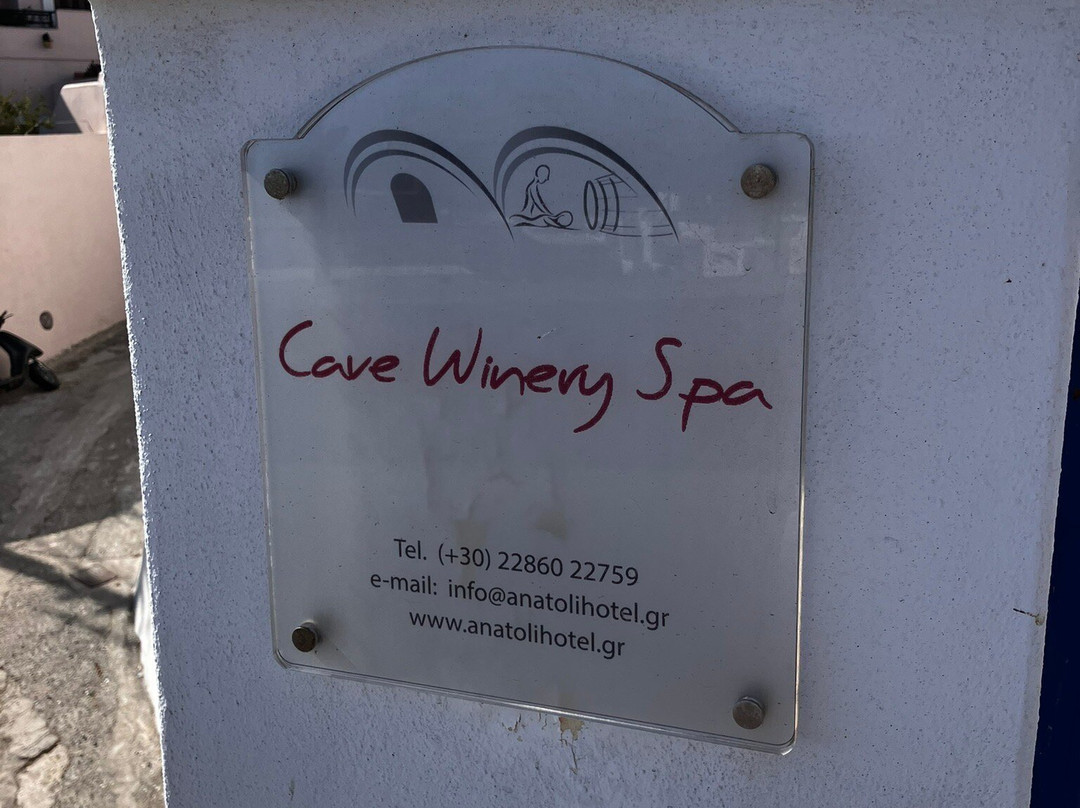 Cave Winery Spa
Tel. (+30) 22860 22759
e-mail: info@anatolihotel.gr
www.anatolihotel.gr